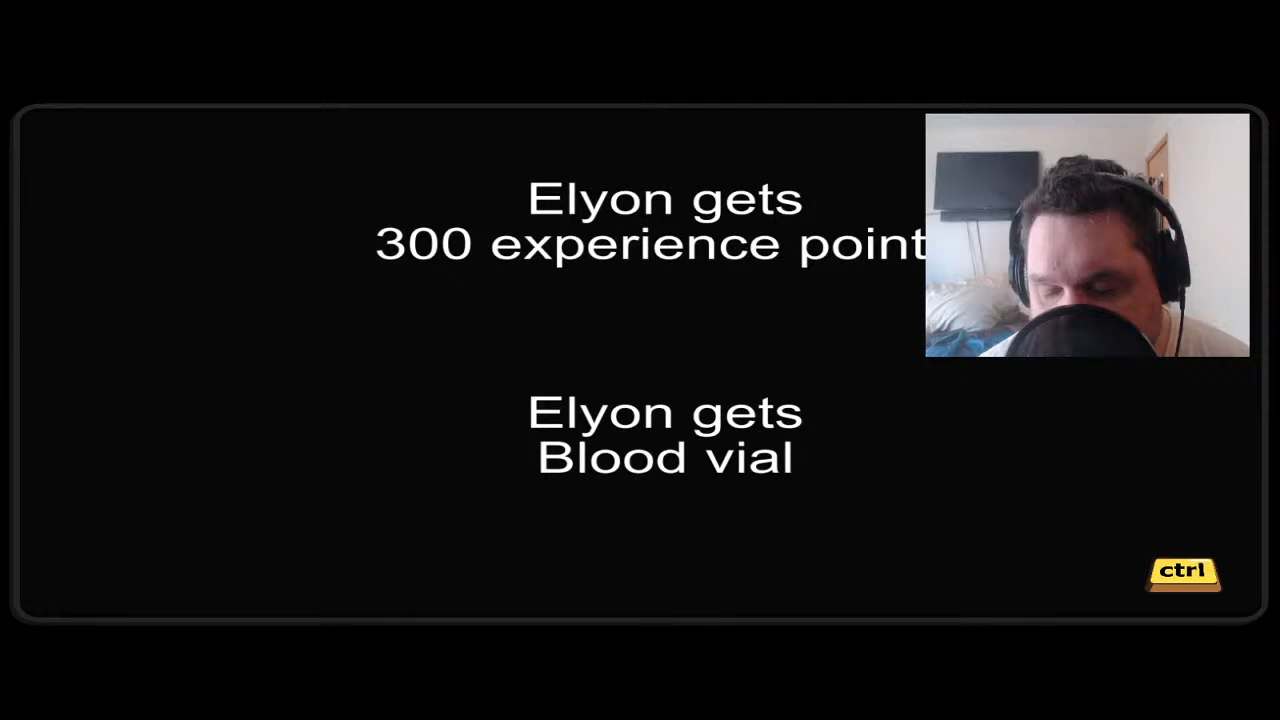 Elyon gets
300 experience point
Elyon gets
Blood vial
ctrl